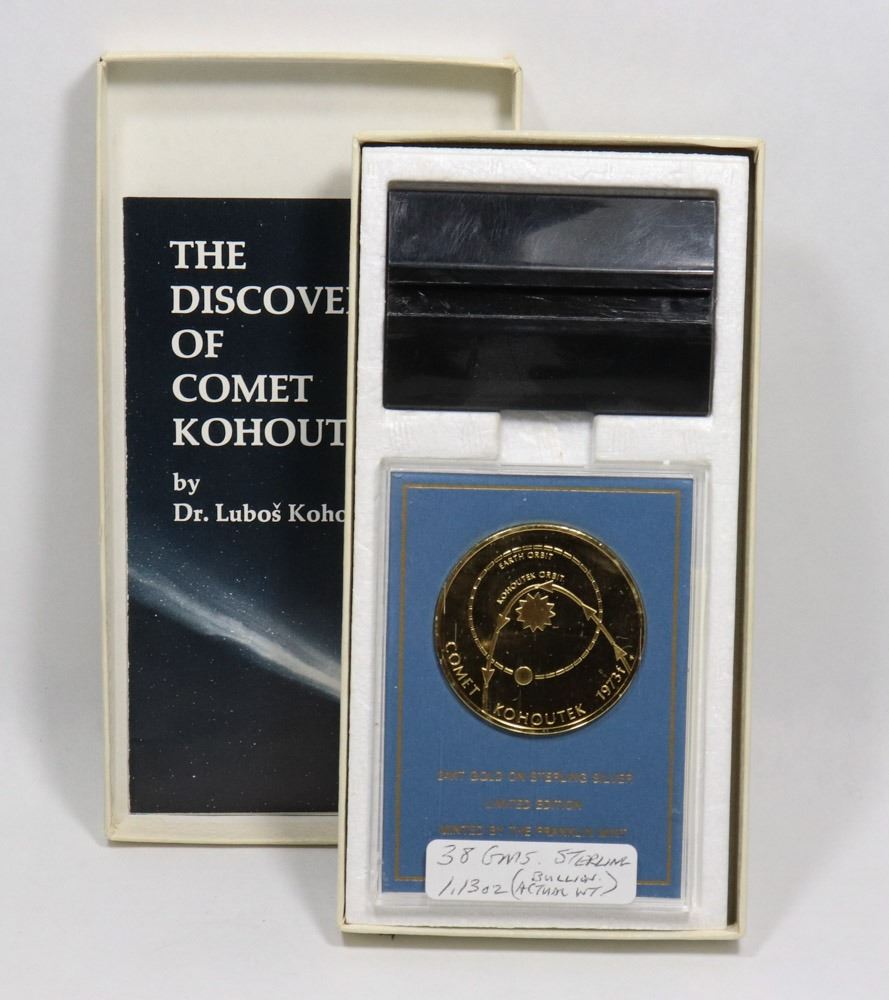 THE
DISCOVE
OF
COMET
KOHOUT
by
Dr. Luboš Koho
EARTH ORBIT
KOHOUTEK ORBIT
COMET KOHOUTEK 1973f
24KT GOLD ON STERLING SILVER
LIMITED EDITION
MINTED BY THE FRANKLIN MINT
38 GMS. STERLING
1.13oz (BULLION.
ACTUAL WT.)